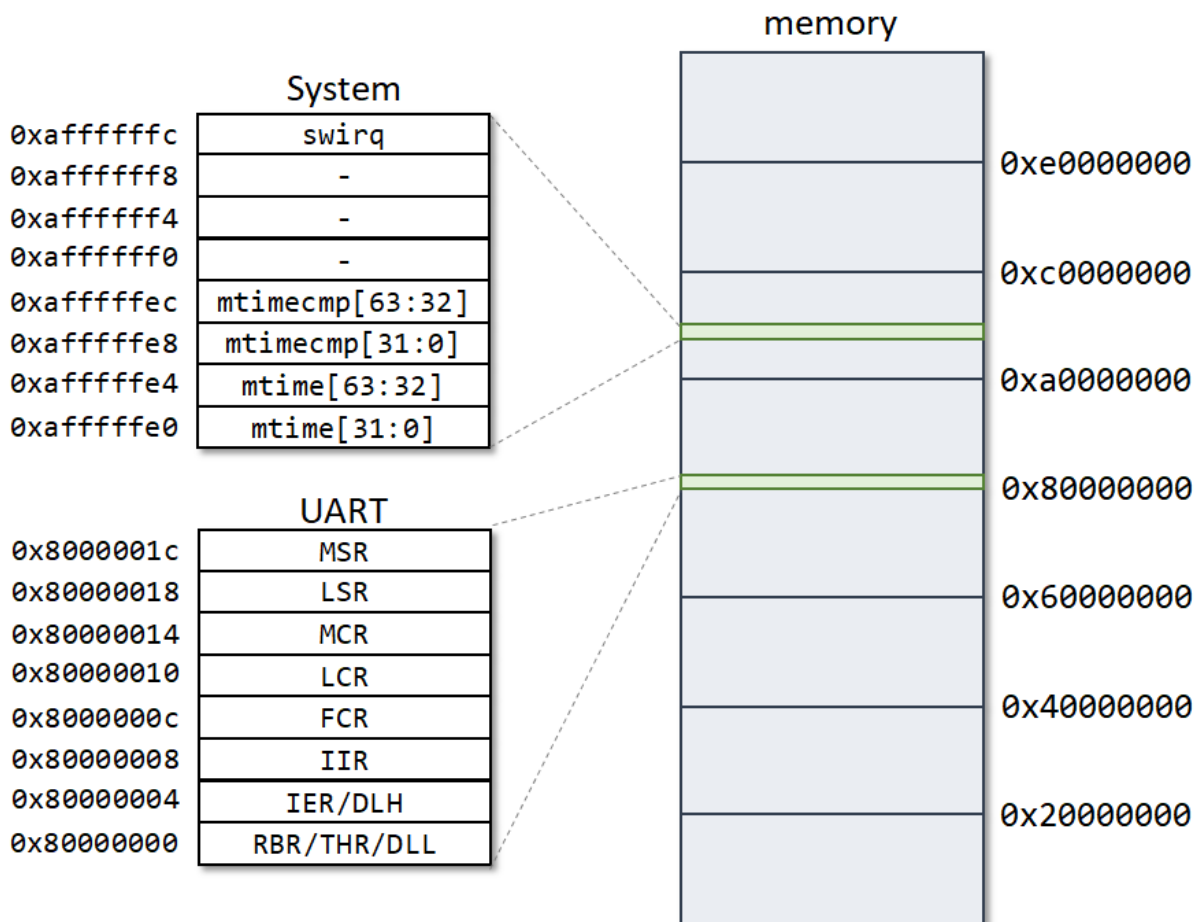 memory
System
0xaffffffc swirq
0xaffffff8 -
0xaffffff4 -
0xaffffff0 -
0xafffffec mtimecmp[63:32]
0xafffffe8 mtimecmp[31:0]
0xafffffe4 mtime[63:32]
0xafffffe0 mtime[31:0]
UART
0x8000001c MSR
0x80000018 LSR
0x80000014 MCR
0x80000010 LCR
0x8000000c FCR
0x80000008 IIR
0x80000004 IER/DLH
0x80000000 RBR/THR/DLL
0xe0000000
0xc0000000
0xa0000000
0x80000000
0x60000000
0x40000000
0x20000000